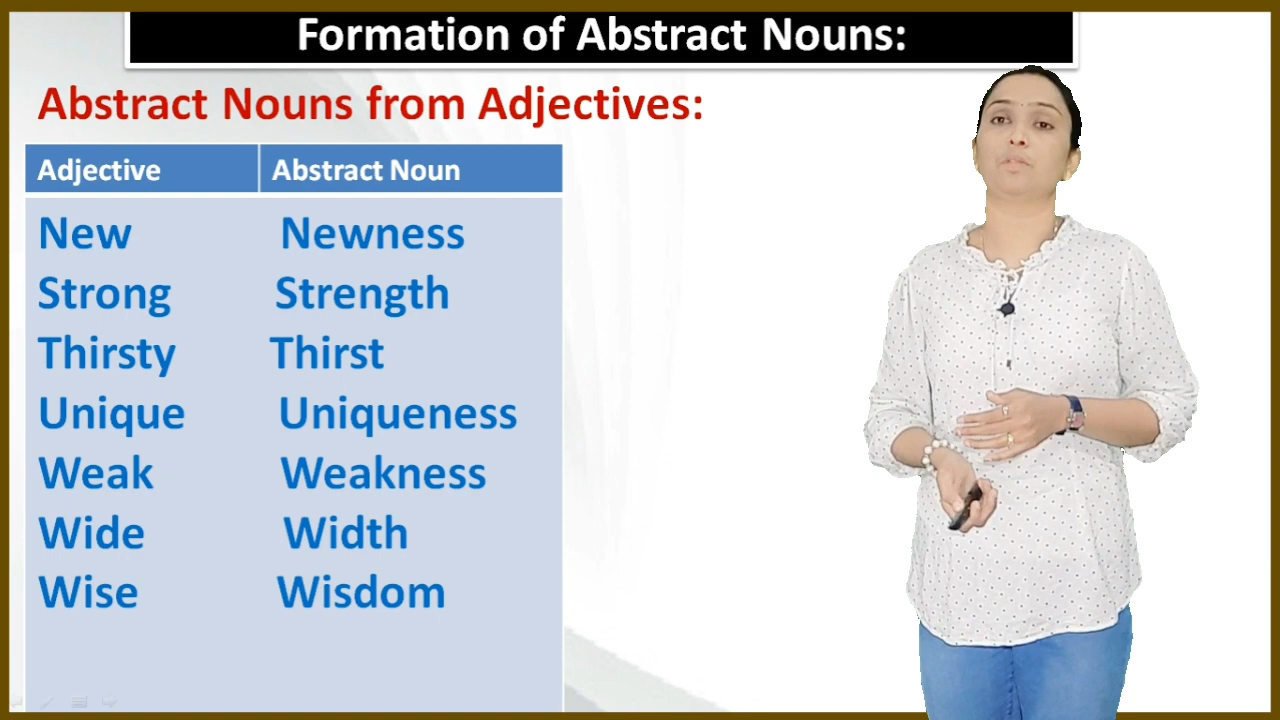 Formation of Abstract Nouns:
Abstract Nouns from Adjectives:
Adjective Abstract Noun
New Newness
Strong Strength
Thirsty Thirst
Unique Uniqueness
Weak Weakness
Wide Width
Wise Wisdom